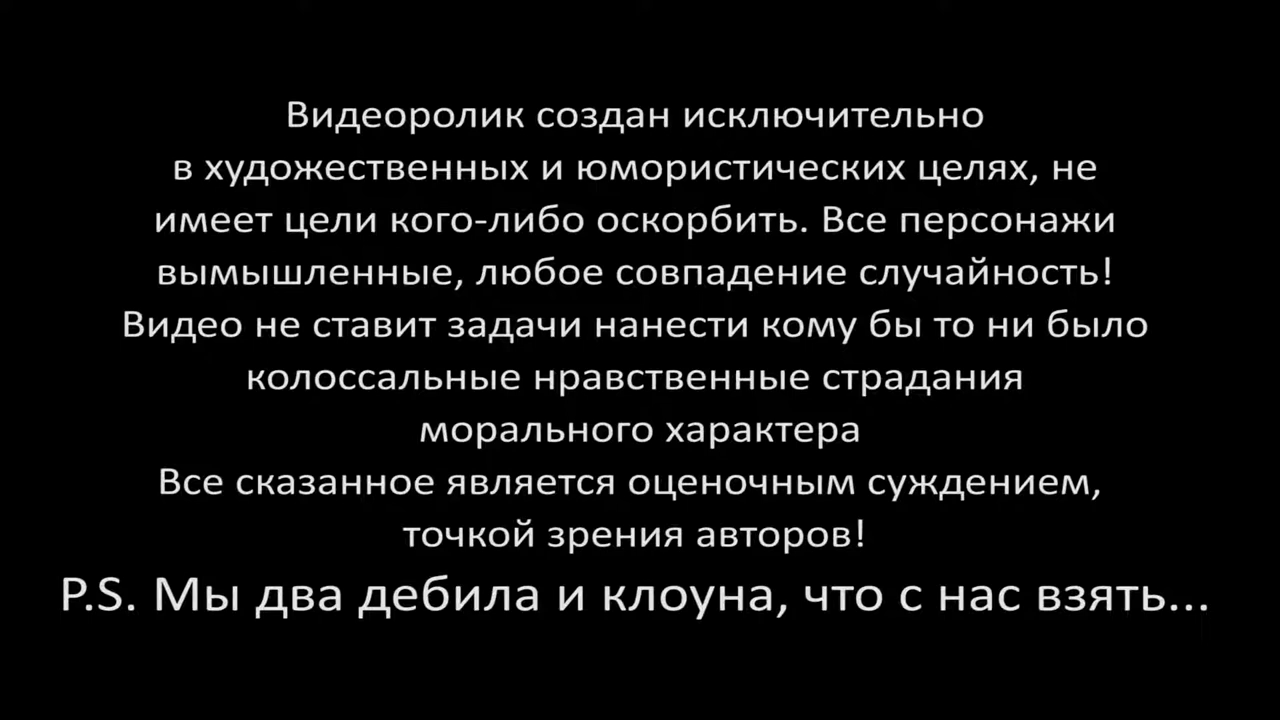 Видеоролик создан исключительно
в художественных и юмористических целях, не
имеет цели кого-либо оскорбить. Все персонажи
вымышленные, любое совпадение случайность!
Видео не ставит задачи нанести кому бы то ни было
колоссальные нравственные страдания
морального характера
Все сказанное является оценочным суждением,
точкой зрения авторов!
P.S. Мы два дебила и клоуна, что с нас взять...